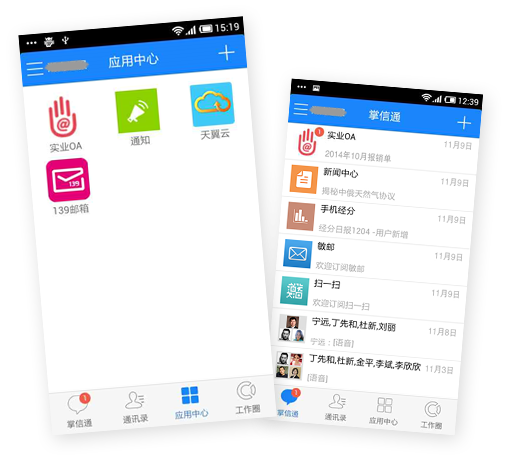 15:19
应用中心
@
实业OA
通知
天翼云
139
139邮箱
1
掌信通
通讯录
应用中心
工作圈
12:39
掌信通
1
实业OA
11月9日
2014年10月报销单
新闻中心
11月9日
揭秘中俄天然气协议
手机经分
11月9日
经分日报1204 -用户新增
敏邮
11月9日
欢迎订阅敏邮
扫一扫
11月9日
欢迎订阅扫一扫
宁远,丁先和,杜新,刘丽
11月8日
宁远：[语音]
丁先和,杜新,金平,李斌,李欣欣
11月3日
[语音]
1
掌信通
通讯录
应用中心
工作圈